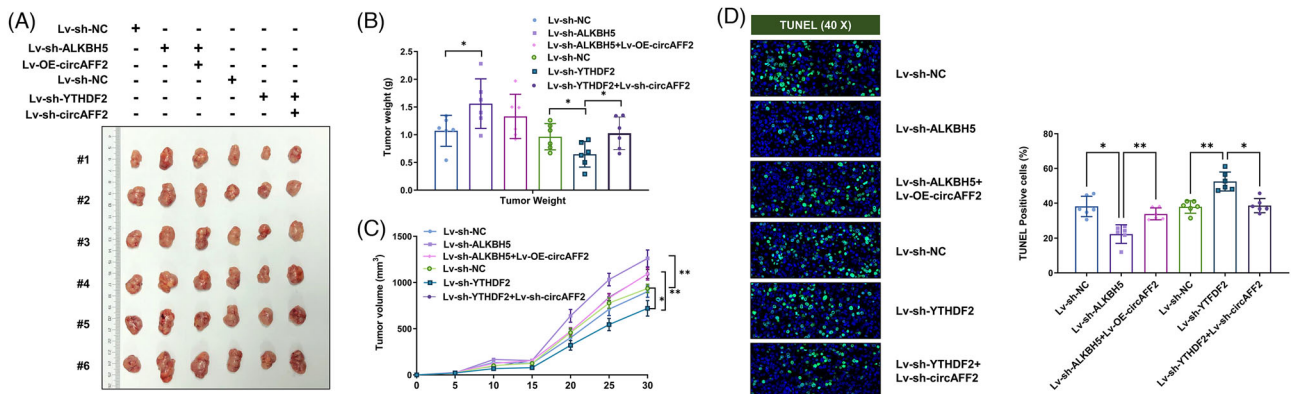 (A)
Lv-sh-NC + - - - - -
Lv-sh-ALKBH5 - + + - - -
Lv-OE-circAFF2 - - + - - -
Lv-sh-NC - - - + - -
Lv-sh-YTHDF2 - - - - + +
Lv-sh-circAFF2 - - - - - +
#1
#2
#3
#4
#5
#6
(B)
Lv-sh-NC
Lv-sh-ALKBH5
Lv-sh-ALKBH5+Lv-OE-circAFF2
Lv-sh-NC
Lv-sh-YTHDF2
Lv-sh-YTHDF2+Lv-sh-circAFF2
* * *
Tumor weight (g)
2.5
2.0
1.5
1.0
0.5
0.0
Tumor Weight
(C)
Lv-sh-NC
Lv-sh-ALKBH5
Lv-sh-ALKBH5+Lv-OE-circAFF2
Lv-sh-NC
Lv-sh-YTHDF2
Lv-sh-YTHDF2+Lv-sh-circAFF2
Tumor volume (mm³)
1500
1000
500
0
0 5 10 15 20 25 30
**
**
*
(D)
TUNEL (40 X)
Lv-sh-NC
Lv-sh-ALKBH5
Lv-sh-ALKBH5+
Lv-OE-circAFF2
Lv-sh-NC
Lv-sh-YTHDF2
Lv-sh-YTHDF2+
Lv-sh-circAFF2
TUNEL Positive cells (%)
80
60
40
20
0
* ** ** *
Lv-sh-NC
Lv-sh-ALKBH5
Lv-sh-ALKBH5+Lv-OE-circAFF2
Lv-sh-NC
Lv-sh-YTFDF2
Lv-sh-YTHDF2+Lv-sh-circAFF2